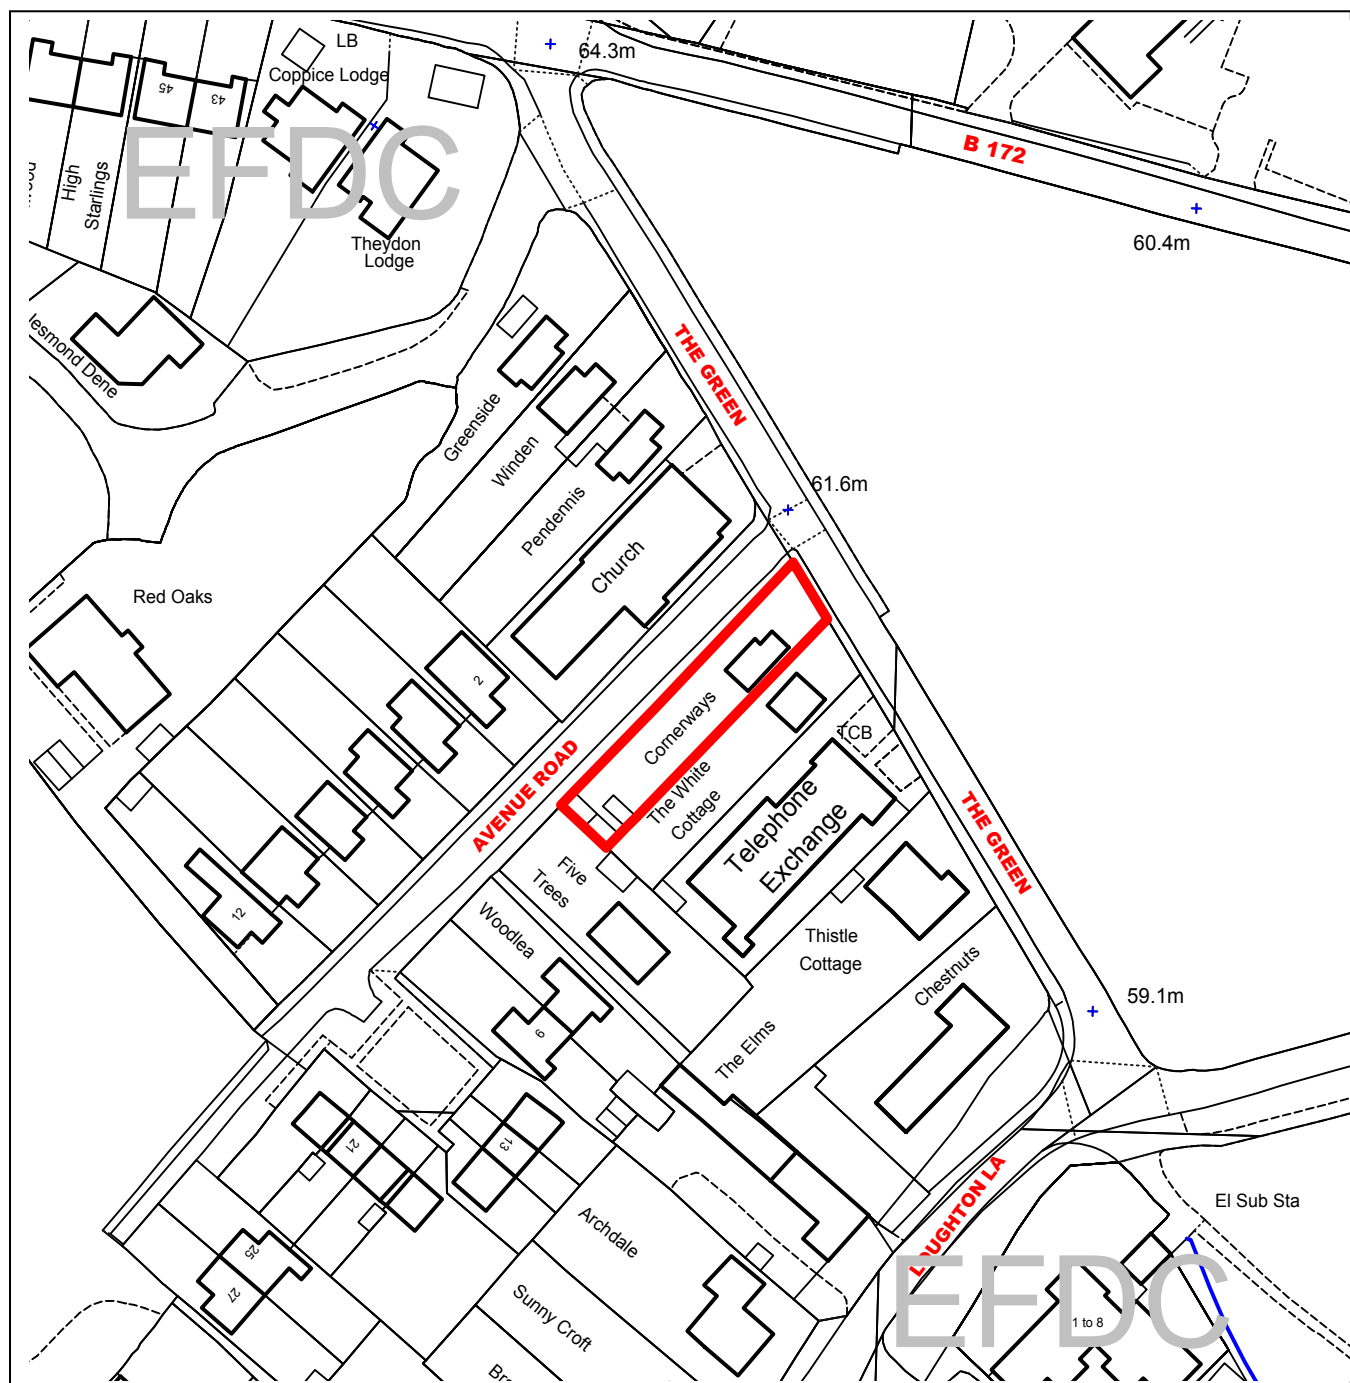 LB
64.3m
Coppice Lodge
45
43
B 172
EFDC
High
Starlings
60.4m
Theydon
Lodge
THE GREEN
Greenside
Winden
61.6m
Pendennis
Church
Red Oaks
2
Cornerways
TCB
AVENUE ROAD
The White
Cottage
Telephone
Exchange
THE GREEN
Five
Trees
12
Woodlea
Thistle
Cottage
Chestnuts
59.1m
9
The Elms
21
13
LOUGHTON LA
El Sub Sta
Archdale
25
27
EFDC
Sunny Croft
1 to 8